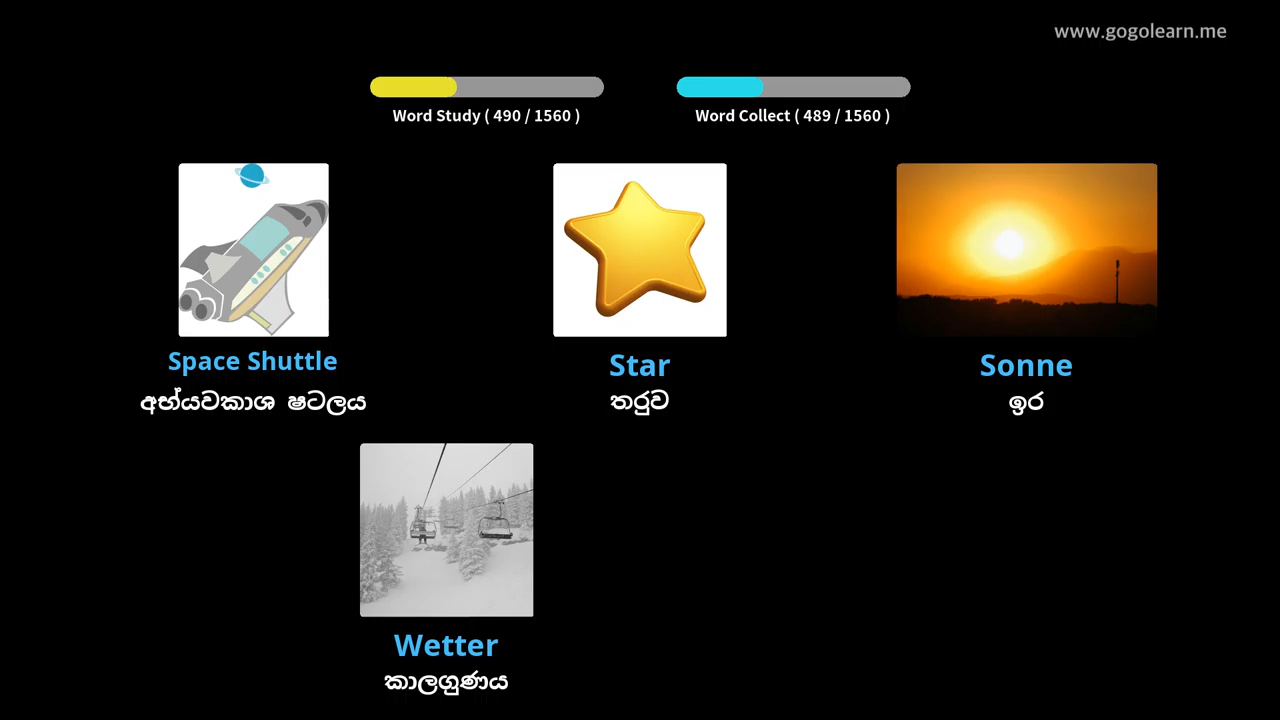 www.gogolearn.me
Word Study ( 490 / 1560 )
Word Collect ( 489 / 1560 )
Space Shuttle
අභ්යවකාශ ෂටලය
Star
තරුව
Sonne
ඉර
Wetter
කාලගුණය